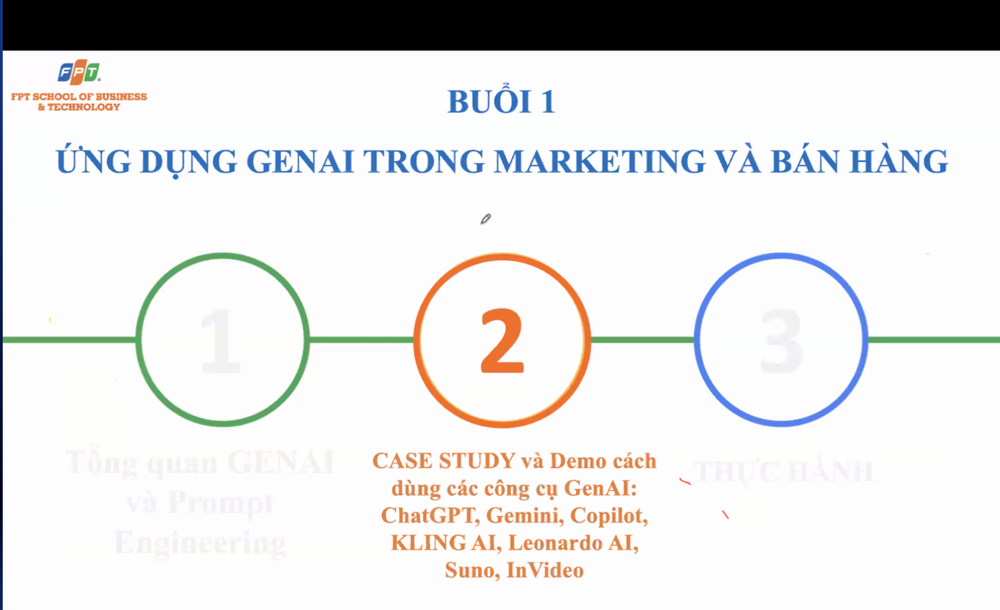 FPT
FPT SCHOOL OF BUSINESS
& TECHNOLOGY
BUỔI 1
ỨNG DỤNG GENAI TRONG MARKETING VÀ BÁN HÀNG
1
2
3
Tổng quan GENAI
và Prompt
Engineering
CASE STUDY và Demo cách
dùng các công cụ GenAI:
ChatGPT, Gemini, Copilot,
KLING AI, Leonardo AI,
Suno, InVideo
THỰC HÀNH